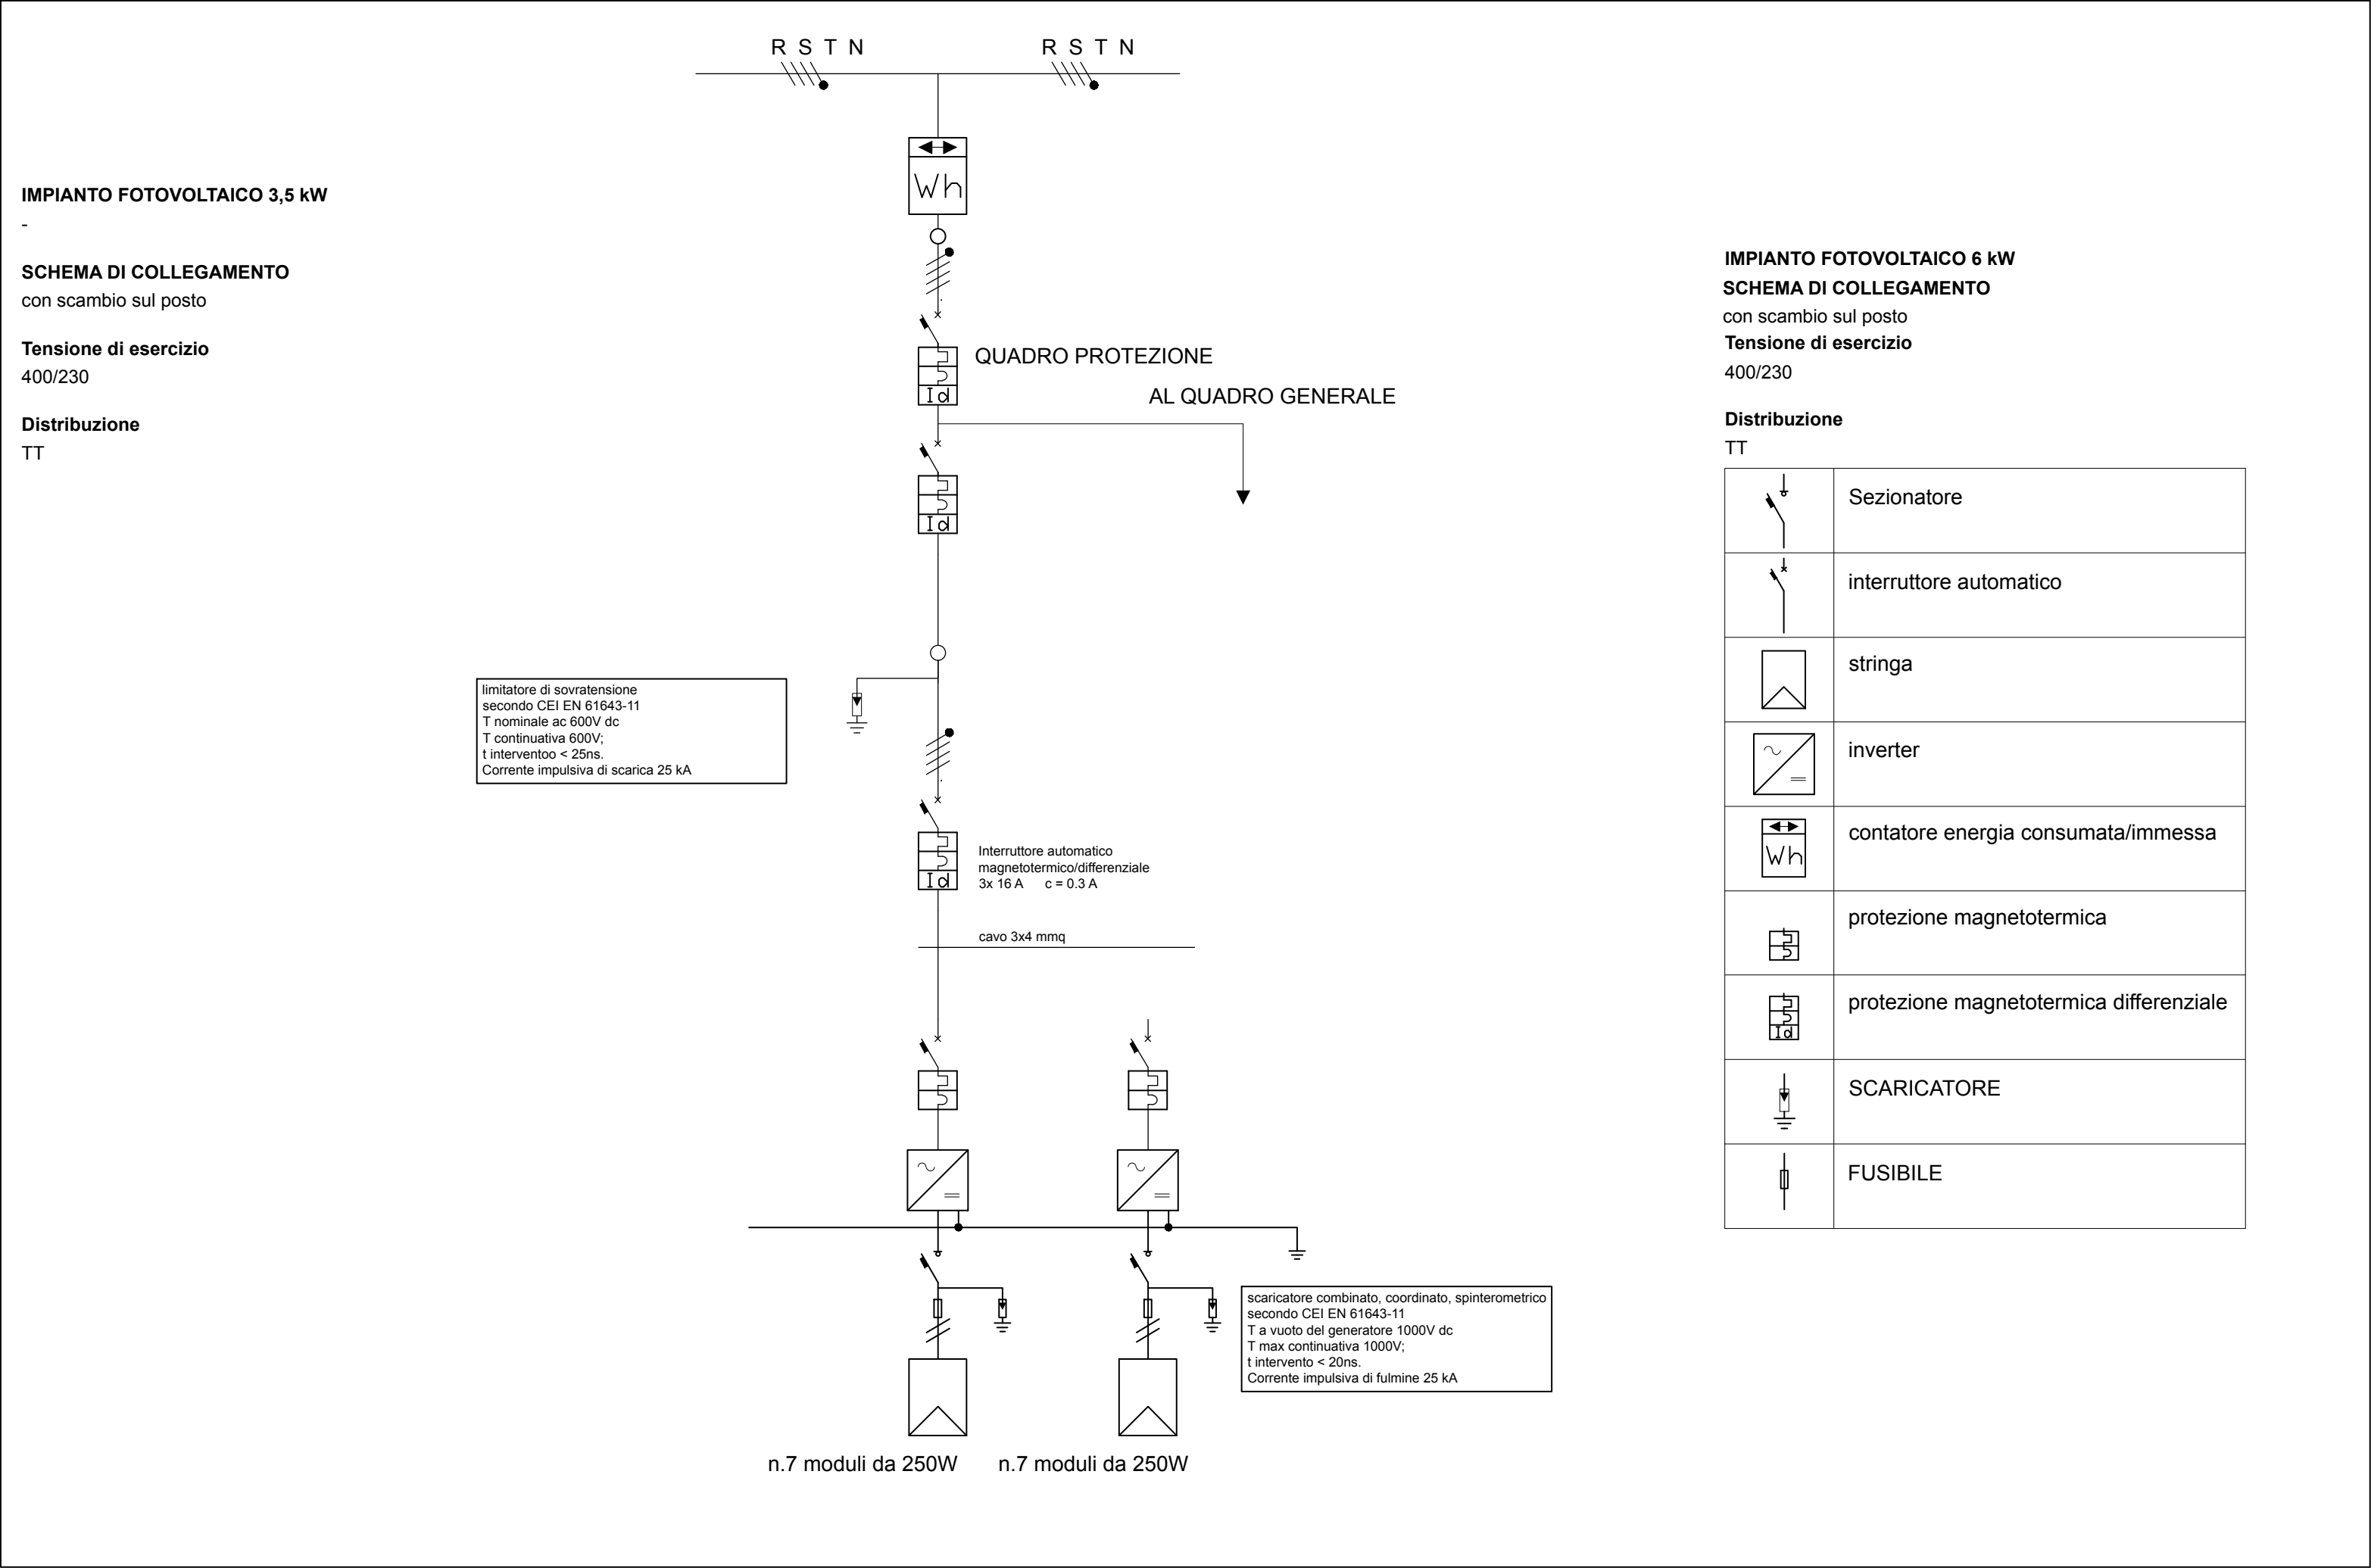 R S T N
R S T N
Wh
IMPIANTO FOTOVOLTAICO 3,5 kW
-
SCHEMA DI COLLEGAMENTO
con scambio sul posto
Tensione di esercizio
400/230
Distribuzione
TT
QUADRO PROTEZIONE
Id
AL QUADRO GENERALE
Id
limitatore di sovratensione
secondo CEI EN 61643-11
T nominale ac 600V dc
T continuativa 600V;
t interventoo < 25ns.
Corrente impulsiva di scarica 25 kA
Interruttore automatico
magnetotermico/differenziale
3x 16 A c = 0.3 A
Id
cavo 3x4 mmq
scaricatore combinato, coordinato, spinterometrico
secondo CEI EN 61643-11
T a vuoto del generatore 1000V dc
T max continuativa 1000V;
t intervento < 20ns.
Corrente impulsiva di fulmine 25 kA
n.7 moduli da 250W
n.7 moduli da 250W
IMPIANTO FOTOVOLTAICO 6 kW
SCHEMA DI COLLEGAMENTO
con scambio sul posto
Tensione di esercizio
400/230
Distribuzione
TT
Sezionatore
interruttore automatico
stringa
inverter
Wh
contatore energia consumata/immessa
protezione magnetotermica
Id
protezione magnetotermica differenziale
SCARICATORE
FUSIBILE